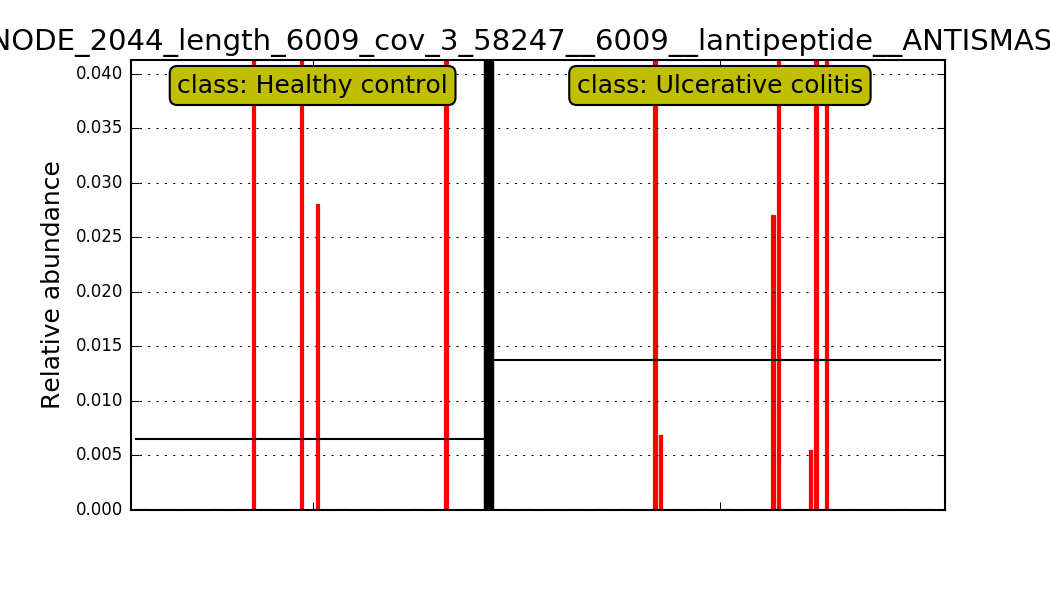 NODE_2044_length_6009_cov_3_58247__6009__lantipeptide__ANTISMAS
class: Healthy control
class: Ulcerative colitis
Relative abundance
0.040
0.035
0.030
0.025
0.020
0.015
0.010
0.005
0.000